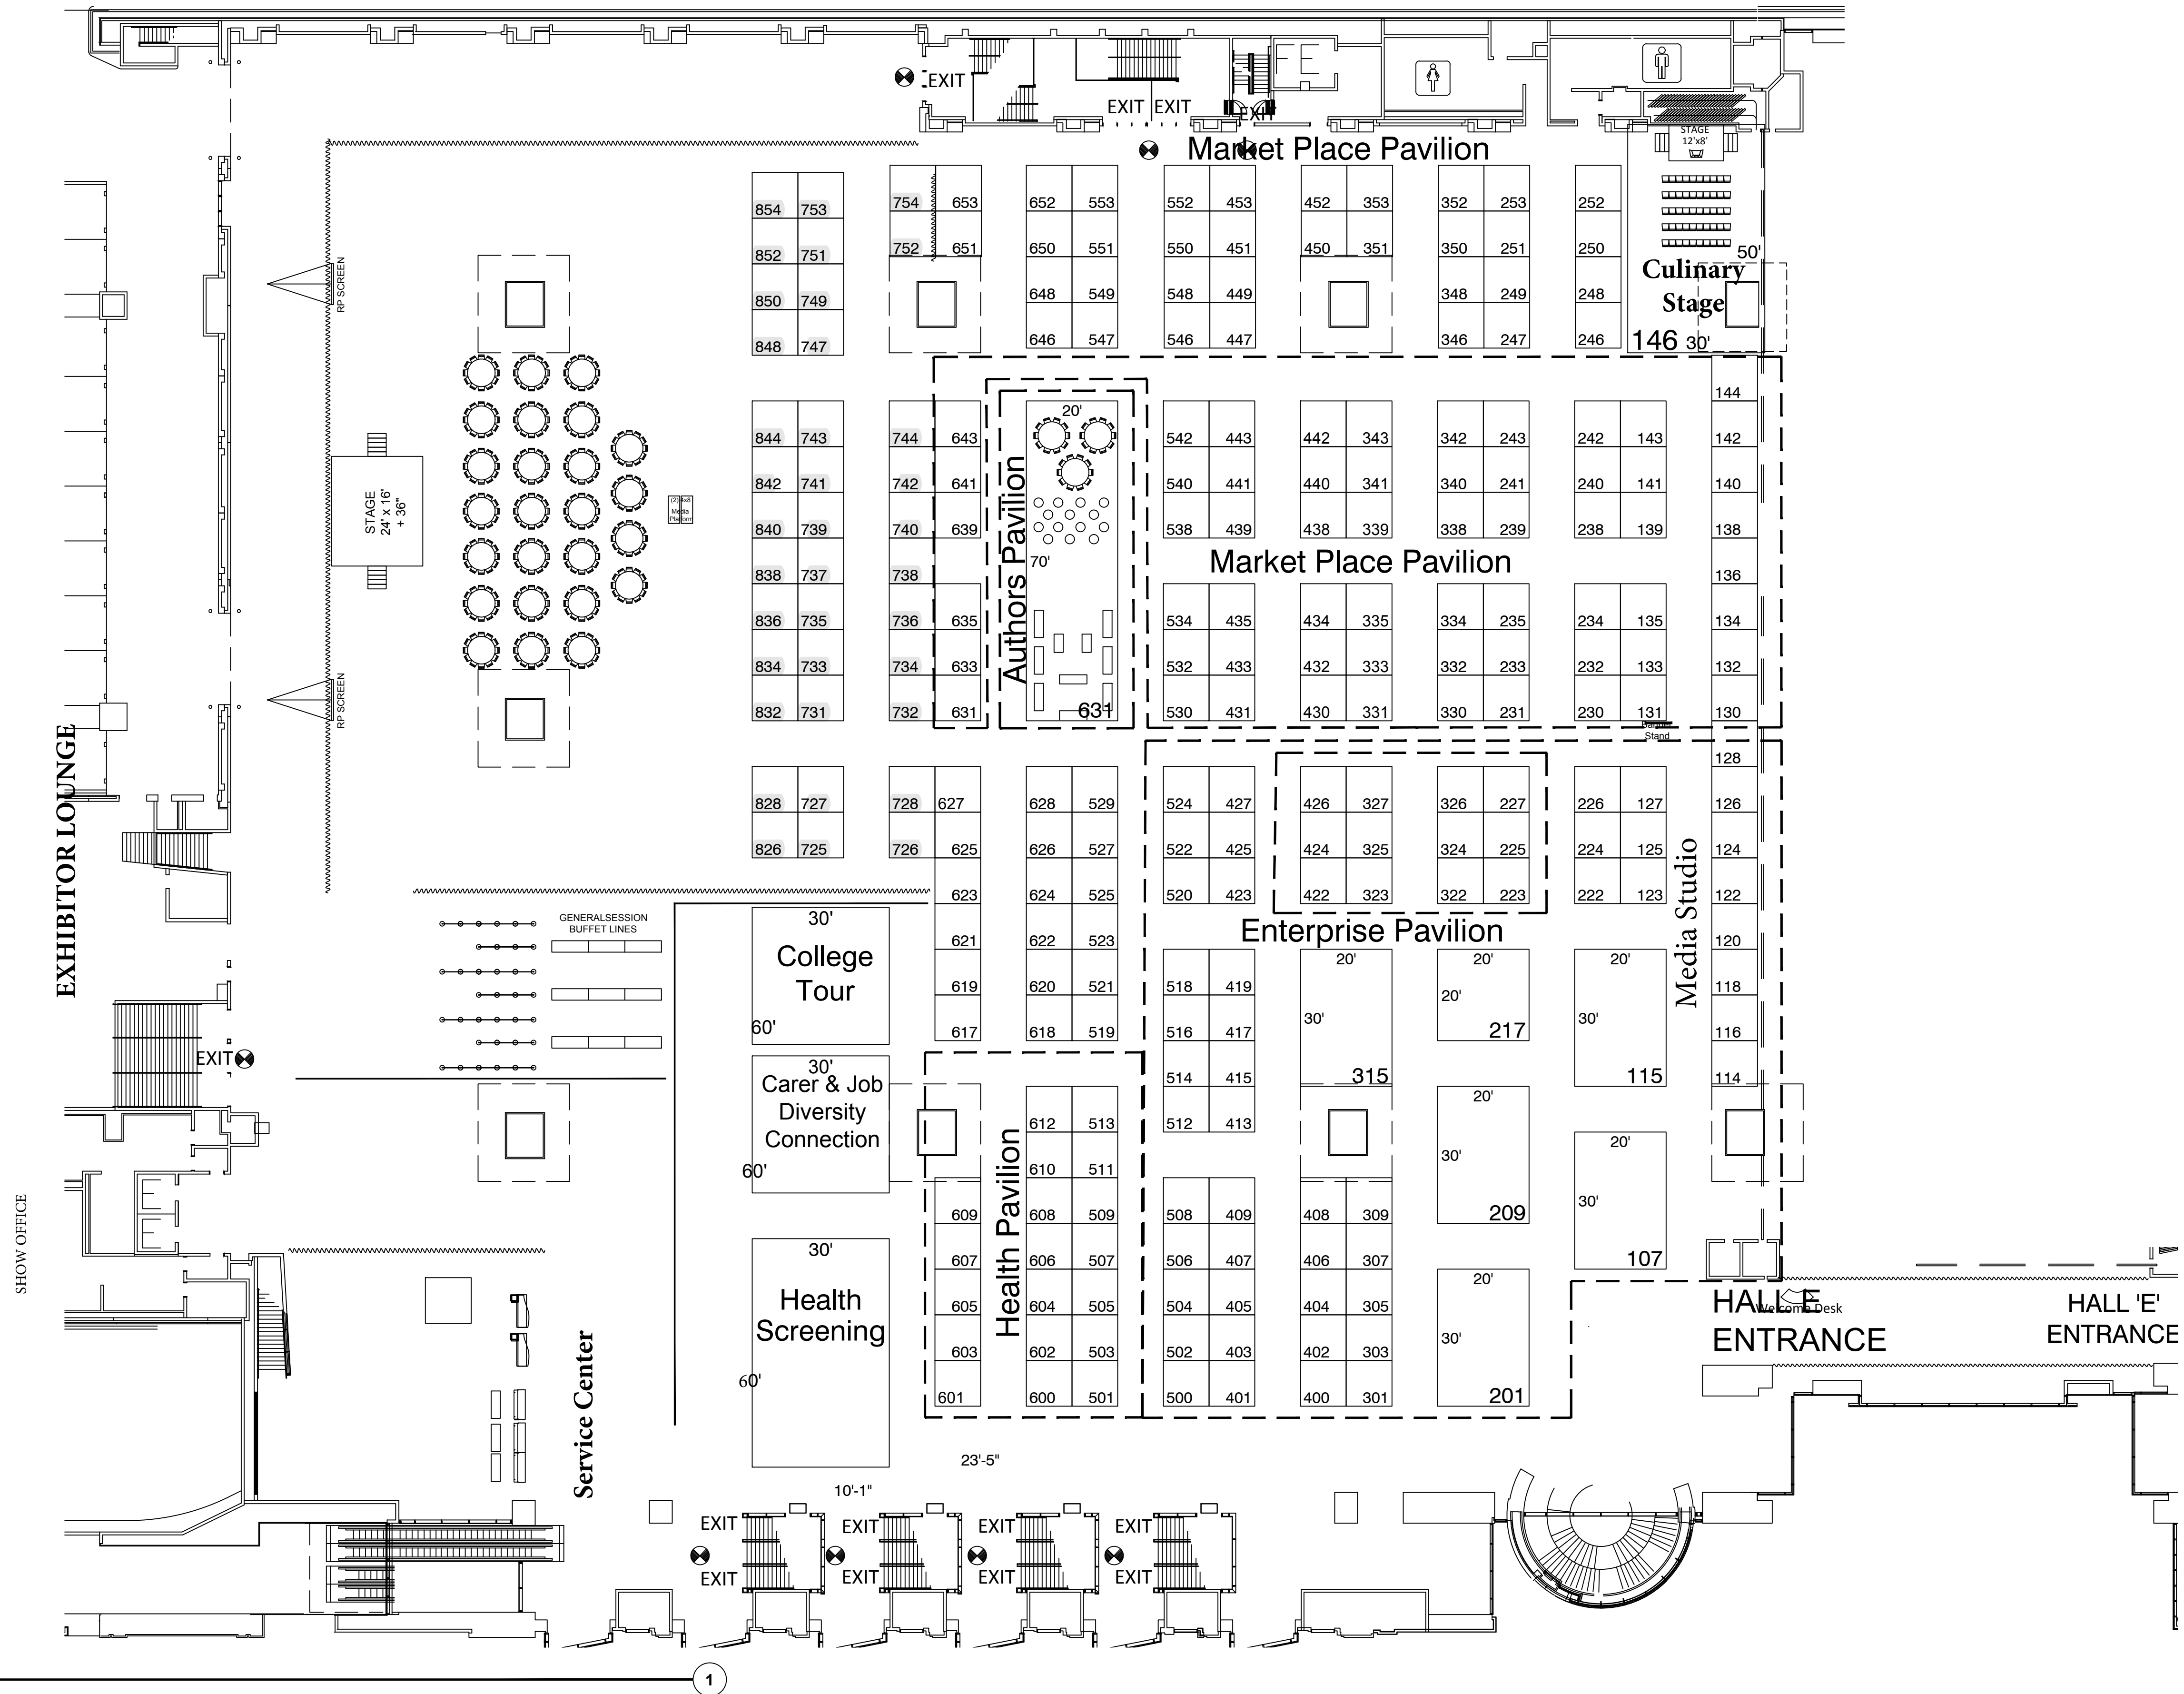 EXIT
EXIT EXIT
EXIT
STAGE
12'x8'
Market Place Pavilion
854 753 754 653 652 553 552 453 452 353 352 253 252
852 751 752 651 650 551 550 451 450 351 350 251 250
50'
Culinary
Stage
RP SCREEN
850 749 648 549 548 449 348 249 248
848 747 646 547 546 447 346 247 246
146 30'
144
20'
844 743 744 643 542 443 442 343 342 243 242 143 142
842 741 742 641 540 441 440 341 340 241 240 141 140
STAGE
24' x 16'
+ 36"
(2) 4x8
Media
Platform
840 739 740 639 538 439 438 339 338 239 238 139 138
Authors Pavilion
70'
Market Place Pavilion
838 737 738 136
836 735 736 635 534 435 434 335 334 235 234 135 134
834 733 734 633 532 433 432 333 332 233 232 133 132
RP SCREEN
832 731 732 631 631 530 431 430 331 330 231 230 131 130
Stand
128
EXHIBITOR LOUNGE
828 727 728 627 628 529 524 427 426 327 326 227 226 127 126
826 725 726 625 626 527 522 425 424 325 324 225 224 125 124
623 624 525 520 423 422 323 322 223 222 123 122
Media Studio
GENERALSESSION
BUFFET LINES
30'
College
Tour
60'
Enterprise Pavilion
621 622 523 120
20' 20' 20'
619 620 521 518 419 118
20'
30' 30'
617 618 519 516 417 217 116
EXIT
30'
Carer & Job
Diversity
Connection
60'
514 415 315 115 114
20'
612 513 512 413
20'
30'
610 511
Health Pavilion
609 608 509 508 409 408 309 209
30'
SHOW OFFICE
30'
Health
Screening
60'
607 606 507 506 407 406 307 107
20'
605 604 505 504 405 404 305
30'
603 602 503 502 403 402 303
601 600 501 500 401 400 301 201
HALL E
Welcome Desk
ENTRANCE
HALL 'E'
ENTRANCE
Service Center
23'-5"
10'-1"
EXIT EXIT EXIT EXIT
EXIT EXIT EXIT EXIT
1